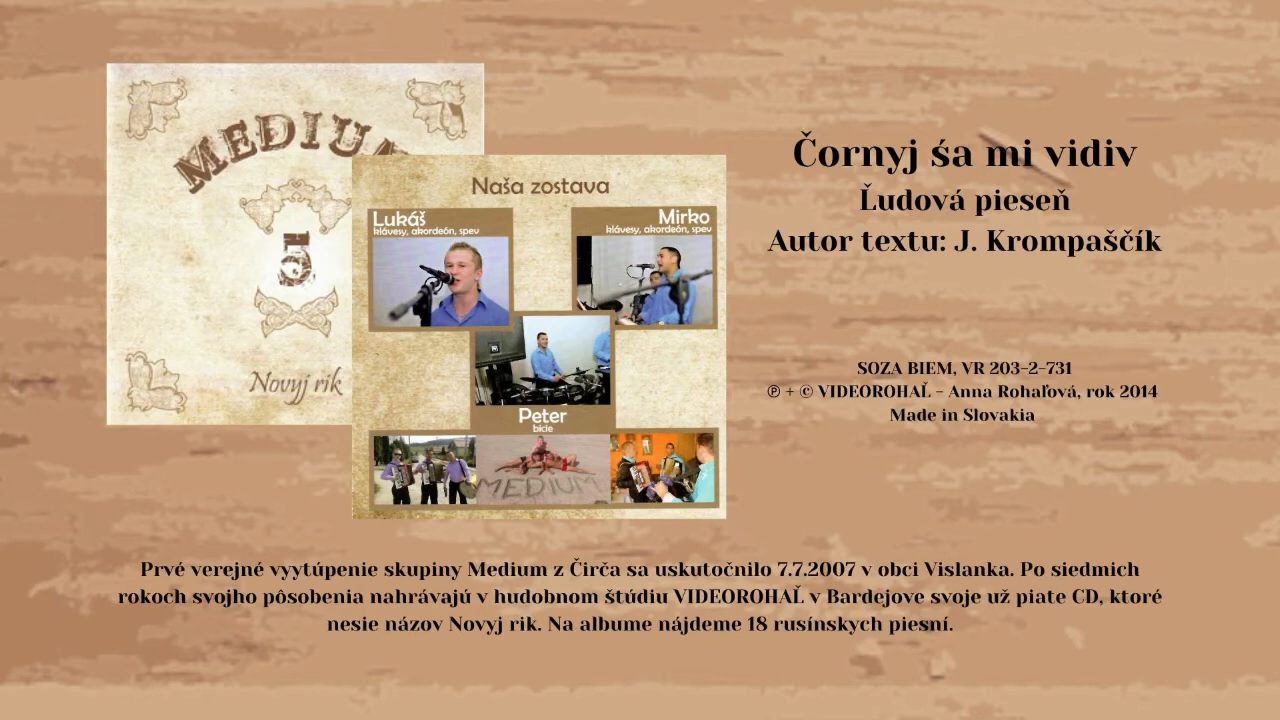 MEDIUM
5
Novyj rik
Naša zostava
Lukáš
klávesy, akordeón, spev
Mirko
klávesy, akordeón, spev
Peter
bicie
MEDIUM
Čornyj śa mi vidiv
Ľudová pieseň
Autor textu: J. Krompaščík
SOZA BIEM, VR 203-2-731
℗ + © VIDEOROHAĽ - Anna Rohaľová, rok 2014
Made in Slovakia
Prvé verejné vyytúpenie skupiny Medium z Čirča sa uskutočnilo 7.7.2007 v obci Vislanka. Po siedmich
rokoch svojho pôsobenia nahrávajú v hudobnom štúdiu VIDEOROHAĽ v Bardejove svoje už piate CD, ktoré
nesie názov Novyj rik. Na albume nájdeme 18 rusínskych piesní.